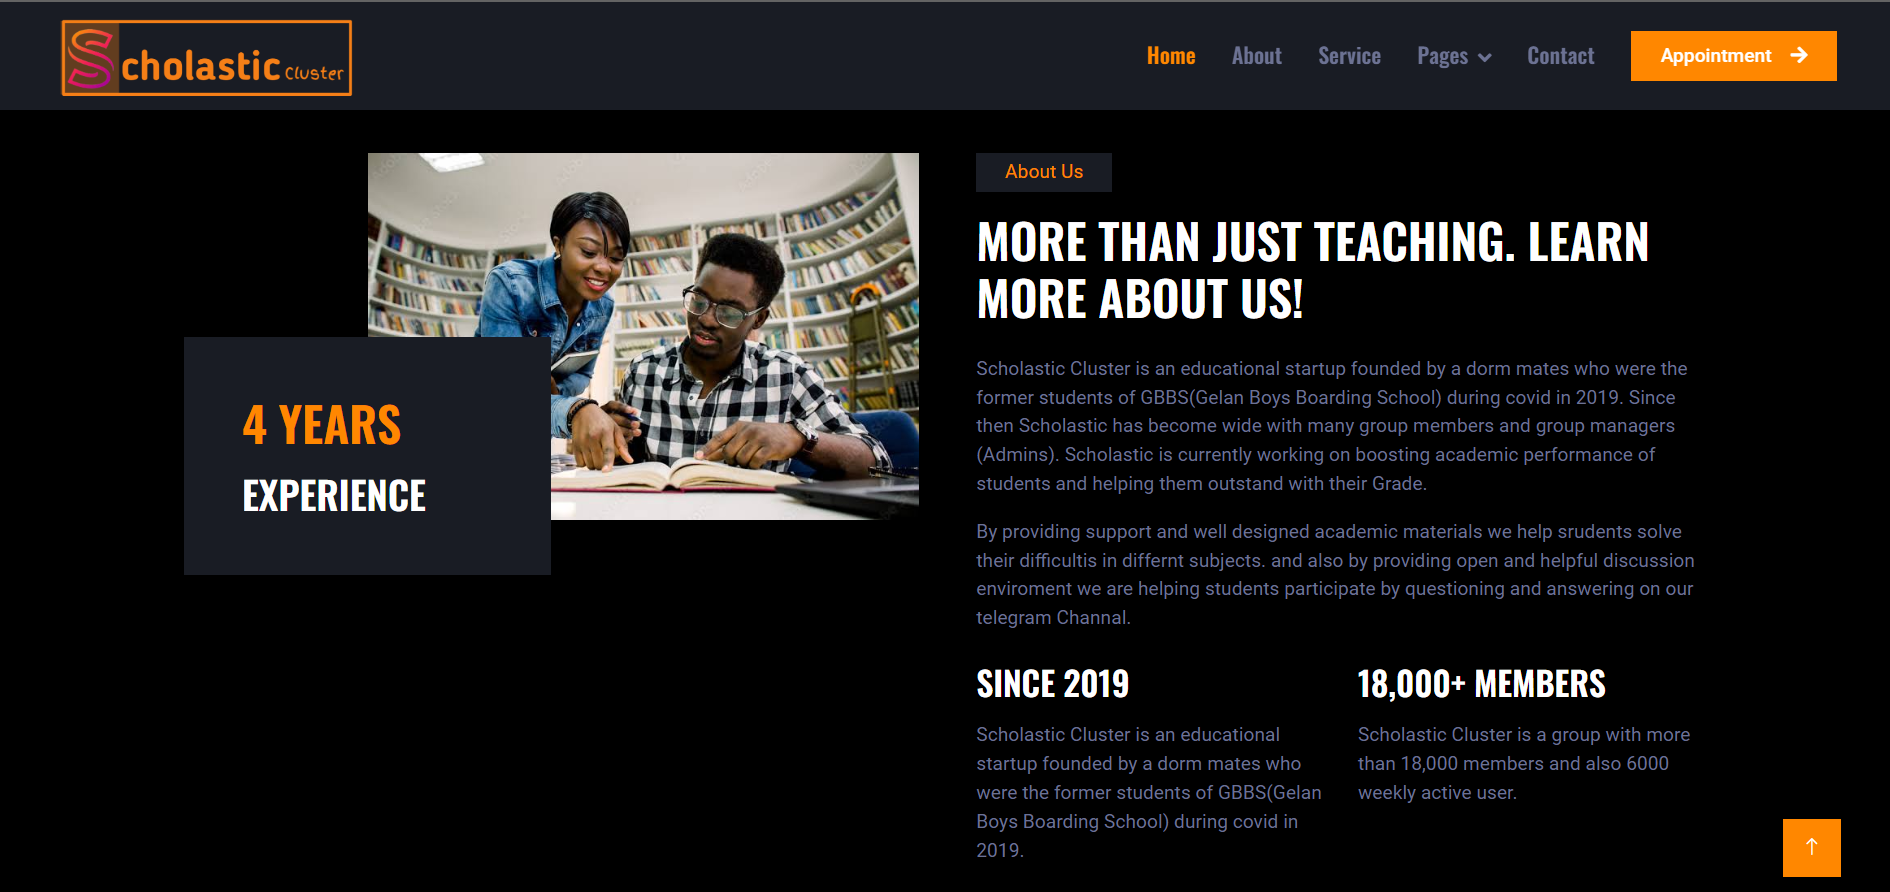 Scholastic Cluster
Home About Service Pages Contact Appointment
About Us
MORE THAN JUST TEACHING. LEARN
MORE ABOUT US!
4 YEARS
EXPERIENCE
Scholastic Cluster is an educational startup founded by a dorm mates who were the
former students of GBBS(Gelan Boys Boarding School) during covid in 2019. Since
then Scholastic has become wide with many group members and group managers
(Admins). Scholastic is currently working on boosting academic performance of
students and helping them outstand with their Grade.
By providing support and well designed academic materials we help srudents solve
their difficultis in differnt subjects. and also by providing open and helpful discussion
enviroment we are helping students participate by questioning and answering on our
telegram Channal.
SINCE 2019
Scholastic Cluster is an educational
startup founded by a dorm mates who
were the former students of GBBS(Gelan
Boys Boarding School) during covid in
2019.
18,000+ MEMBERS
Scholastic Cluster is a group with more
than 18,000 members and also 6000
weekly active user.